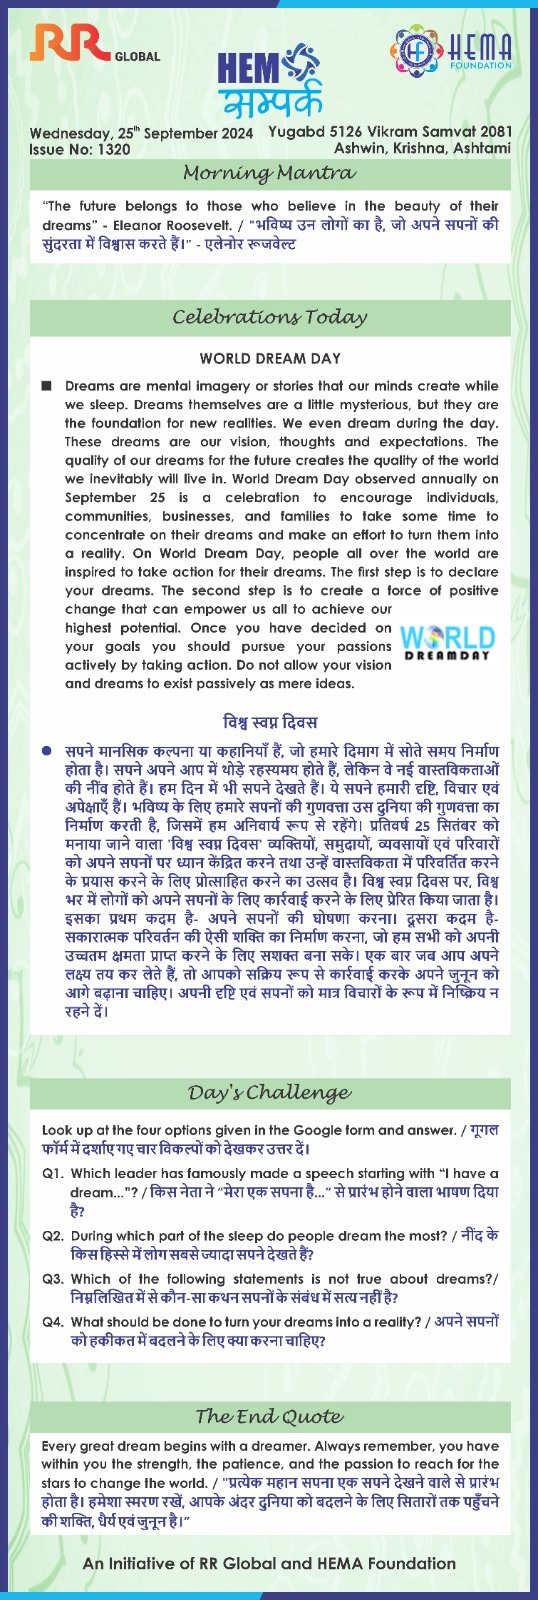 RR GLOBAL
HEMA
FOUNDATION
HEM
सम्पर्क
Wednesday, 25th September 2024 Yugabd 5126 Vikram Samvat 2081
Issue No: 1320 Ashwin, Krishna, Ashtami
Morning Mantra
“The future belongs to those who believe in the beauty of their
dreams” - Eleanor Roosevelt. / "भविष्य उन लोगों का है, जो अपने सपनों की
सुंदरता में विश्वास करते हैं।" - एलेनोर रूजवेल्ट
Celebrations Today
WORLD DREAM DAY
■ Dreams are mental imagery or stories that our minds create while
we sleep. Dreams themselves are a little mysterious, but they are
the foundation for new realities. We even dream during the day.
These dreams are our vision, thoughts and expectations. The
quality of our dreams for the future creates the quality of the world
we inevitably will live in. World Dream Day observed annually on
September 25 is a celebration to encourage individuals,
communities, businesses, and families to take some time to
concentrate on their dreams and make an effort to turn them into
a reality. On World Dream Day, people all over the world are
inspired to take action for their dreams. The first step is to declare
your dreams. The second step is to create a force of positive
change that can empower us all to achieve our
highest potential. Once you have decided on
your goals you should pursue your passions
actively by taking action. Do not allow your vision
and dreams to exist passively as mere ideas.
WORLD
DREAMDAY
विश्व स्वप्न दिवस
● सपने मानसिक कल्पना या कहानियाँ हैं, जो हमारे दिमाग में सोते समय निर्माण
होता है। सपने अपने आप में थोड़े रहस्यमय होते हैं, लेकिन वे नई वास्तविकताओं
की नींव होते हैं। हम दिन में भी सपने देखते हैं। ये सपने हमारी दृष्टि, विचार एवं
अपेक्षाएँ हैं। भविष्य के लिए हमारे सपनों की गुणवत्ता उस दुनिया की गुणवत्ता का
निर्माण करती है, जिसमें हम अनिवार्य रूप से रहेंगे। प्रतिवर्ष 25 सितंबर को
मनाया जाने वाला 'विश्व स्वप्न दिवस' व्यक्तियों, समुदायों, व्यवसायों एवं परिवारों
को अपने सपनों पर ध्यान केंद्रित करने तथा उन्हें वास्तविकता में परिवर्तित करने
के प्रयास करने के लिए प्रोत्साहित करने का उत्सव है। विश्व स्वप्न दिवस पर, विश्व
भर में लोगों को अपने सपनों के लिए कार्रवाई करने के लिए प्रेरित किया जाता है।
इसका प्रथम कदम है- अपने सपनों की घोषणा करना। दूसरा कदम है-
सकारात्मक परिवर्तन की ऐसी शक्ति का निर्माण करना, जो हम सभी को अपनी
उच्चतम क्षमता प्राप्त करने के लिए सशक्त बना सके। एक बार जब आप अपने
लक्ष्य तय कर लेते हैं, तो आपको सक्रिय रूप से कार्रवाई करके अपने जुनून को
आगे बढ़ाना चाहिए। अपनी दृष्टि एवं सपनों को मात्र विचारों के रूप में निष्क्रिय न
रहने दें।
Day's Challenge
Look up at the four options given in the Google form and answer. / गूगल
फॉर्म में दर्शाए गए चार विकल्पों को देखकर उत्तर दें।
Q1. Which leader has famously made a speech starting with “I have a
dream..."? / किस नेता ने “मेरा एक सपना है...” से प्रारंभ होने वाला भाषण दिया
है?
Q2. During which part of the sleep do people dream the most? / नींद के
किस हिस्से में लोग सबसे ज्यादा सपने देखते हैं?
Q3. Which of the following statements is not true about dreams?/
निम्नलिखित में से कौन-सा कथन सपनों के संबंध में सत्य नहीं है?
Q4. What should be done to turn your dreams into a reality? / अपने सपनों
को हकीकत में बदलने के लिए क्या करना चाहिए?
The End Quote
Every great dream begins with a dreamer. Always remember, you have
within you the strength, the patience, and the passion to reach for the
stars to change the world. / "प्रत्येक महान सपना एक सपने देखने वाले से प्रारंभ
होता है। हमेशा स्मरण रखें, आपके अंदर दुनिया को बदलने के लिए सितारों तक पहुँचने
की शक्ति, धैर्य एवं जुनून है।”
An Initiative of RR Global and HEMA Foundation